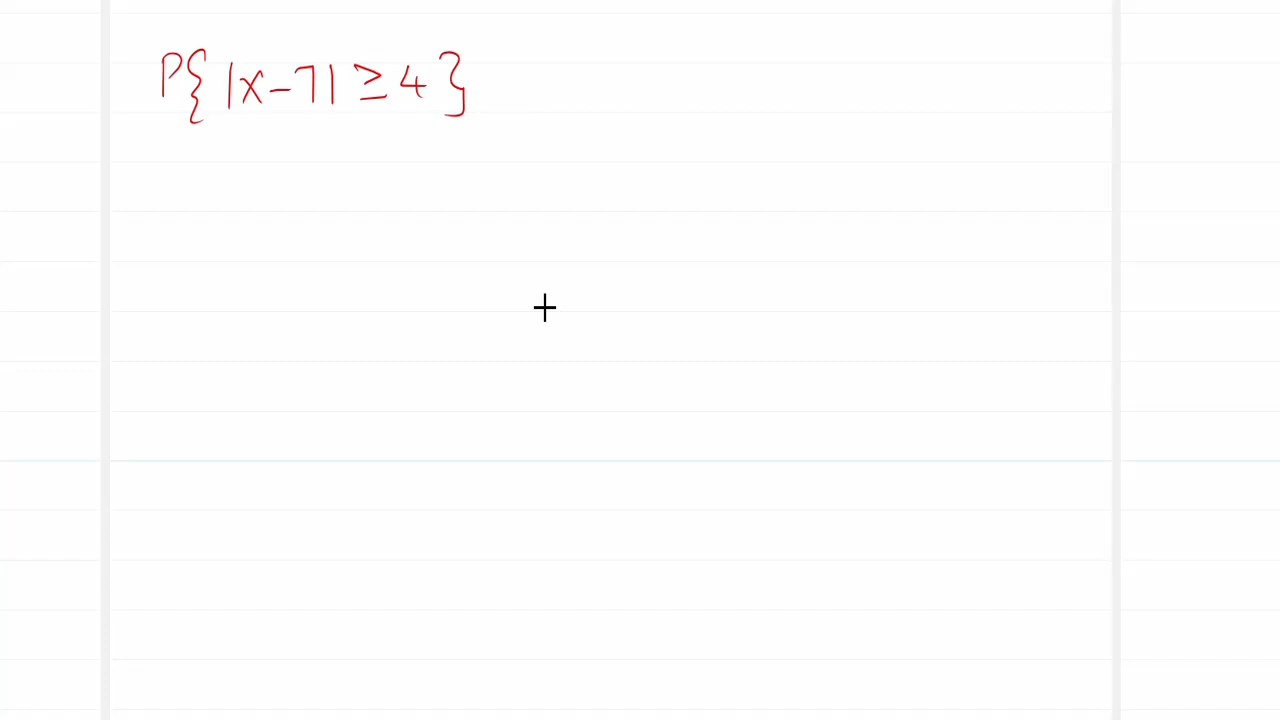 P{ |x-7| ≥ 4 }